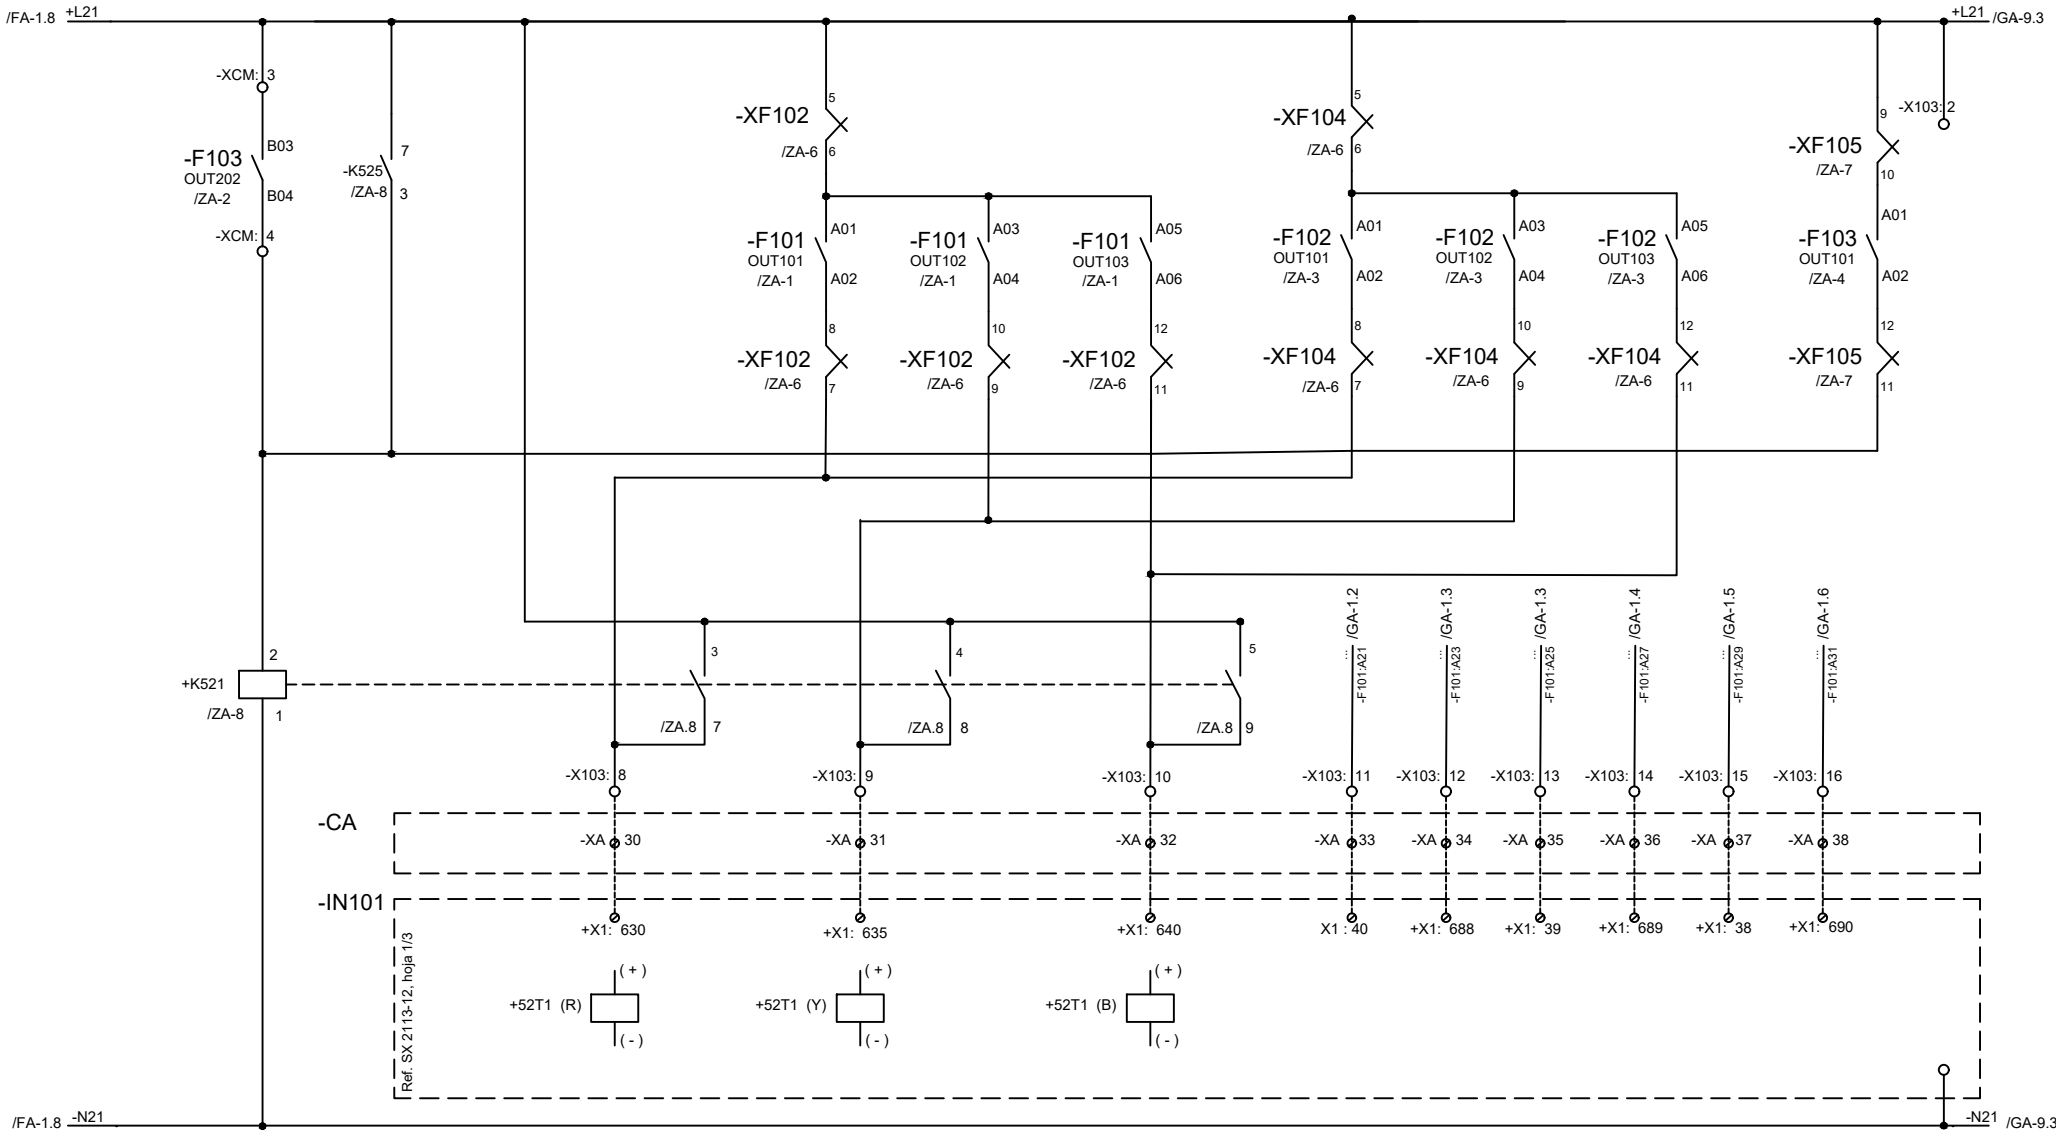 /FA-1.8 +L21
+L21 /GA-9.3
-XCM: 3
-F103
OUT202
/ZA-2
B03
B04
-XCM: 4
-K525
/ZA-8
7
3
-XF102
/ZA-6
5
6
-XF104
/ZA-6
5
6
-XF105
/ZA-7
9
10
-X103: 2
-F101
OUT101
/ZA-1
A01
A02
-F101
OUT102
/ZA-1
A03
A04
-F101
OUT103
/ZA-1
A05
A06
-F102
OUT101
/ZA-3
A01
A02
-F102
OUT102
/ZA-3
A03
A04
-F102
OUT103
/ZA-3
A05
A06
-F103
OUT101
/ZA-4
A01
A02
-XF102
/ZA-6
8
7
-XF102
/ZA-6
10
9
-XF102
/ZA-6
12
11
-XF104
/ZA-6
8
7
-XF104
/ZA-6
10
9
-XF104
/ZA-6
12
11
-XF105
/ZA-7
12
11
+K521
/ZA-8
2
1
3
/ZA.8 7
4
/ZA.8 8
5
/ZA.8 9
... /GA-1.2
-F101:A21
... /GA-1.3
-F101:A23
... /GA-1.3
-F101:A25
... /GA-1.4
-F101:A27
... /GA-1.5
-F101:A29
... /GA-1.6
-F101:A31
-X103: 8
-X103: 9
-X103: 10
-X103: 11
-X103: 12
-X103: 13
-X103: 14
-X103: 15
-X103: 16
-CA
-XA 30
-XA 31
-XA 32
-XA 33
-XA 34
-XA 35
-XA 36
-XA 37
-XA 38
-IN101
Ref. SX 2113-12, hoja 1/3
+X1: 630
+X1: 635
+X1: 640
X1 : 40
+X1: 688
+X1: 39
+X1: 689
+X1: 38
+X1: 690
( + )
+52T1 (R)
( - )
( + )
+52T1 (Y)
( - )
( + )
+52T1 (B)
( - )
/FA-1.8 -N21
-N21 /GA-9.3